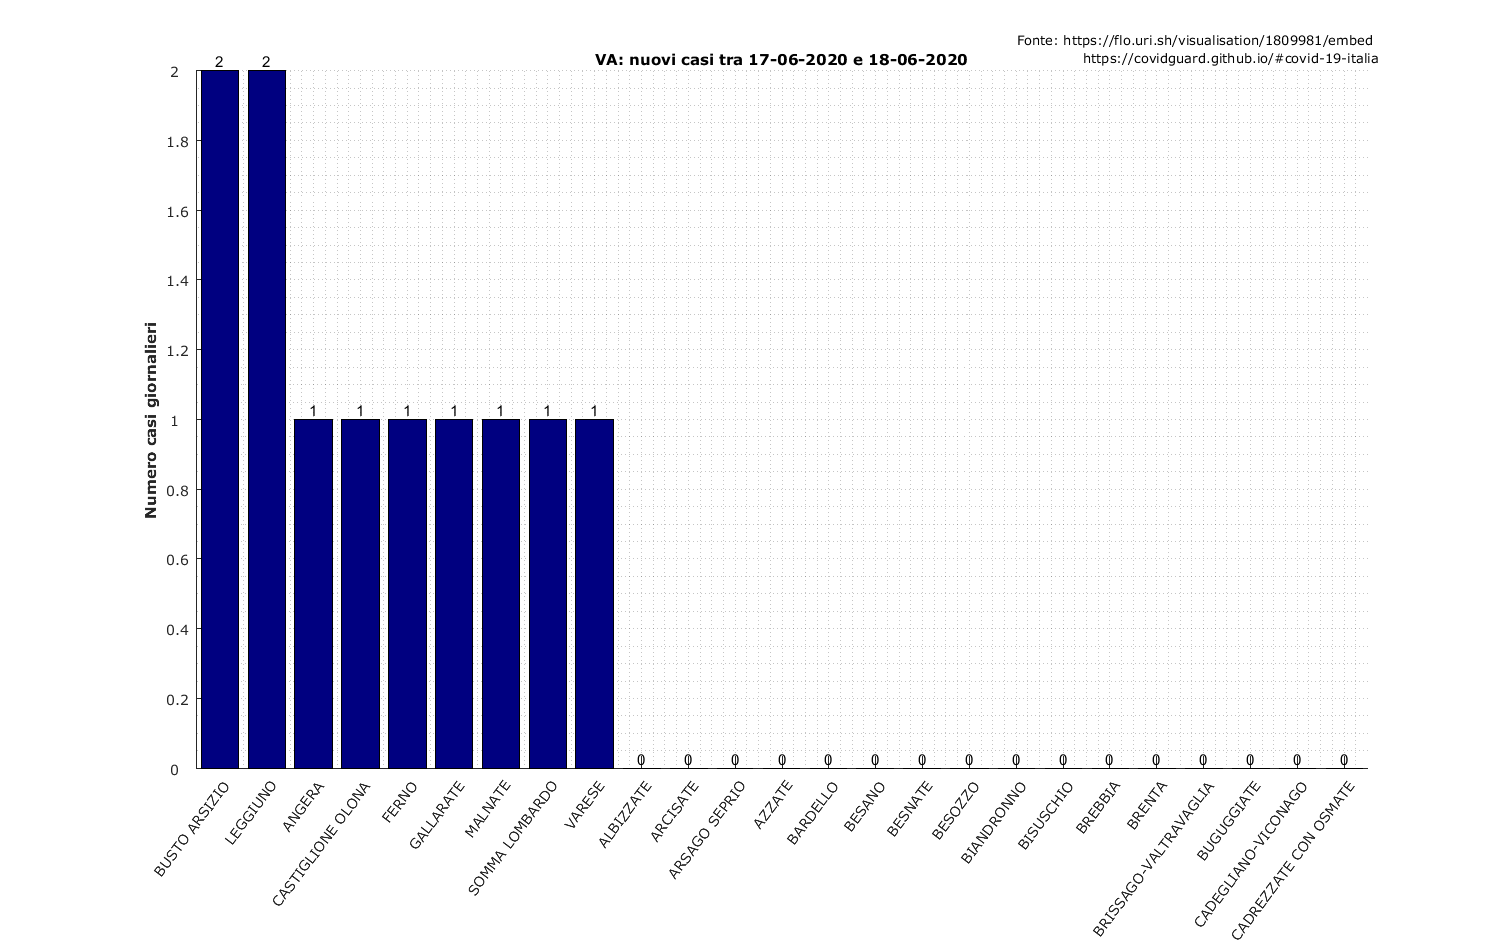 Fonte: https://flo.uri.sh/visualisation/1809981/embed
https://covidguard.github.io/#covid-19-italia
VA: nuovi casi tra 17-06-2020 e 18-06-2020
Numero casi giornalieri
2
1.8
1.6
1.4
1.2
1
0.8
0.6
0.4
0.2
0
2 2 1 1 1 1 1 1 1 0 0 0 0 0 0 0 0 0 0 0 0 0 0 0 0
BUSTO ARSIZIO
LEGGIUNO
ANGERA
CASTIGLIONE OLONA
FERNO
GALLARATE
MALNATE
SOMMA LOMBARDO
VARESE
ALBIZZATE
ARCISATE
ARSAGO SEPRIO
AZZATE
BARDELLO
BESANO
BESNATE
BESOZZO
BIANDRONNO
BISUSCHIO
BREBBIA
BRENTA
BRISSAGO-VALTRAVAGLIA
BUGUGGIATE
CADEGLIANO-VICONAGO
CADREZZATE CON OSMATE